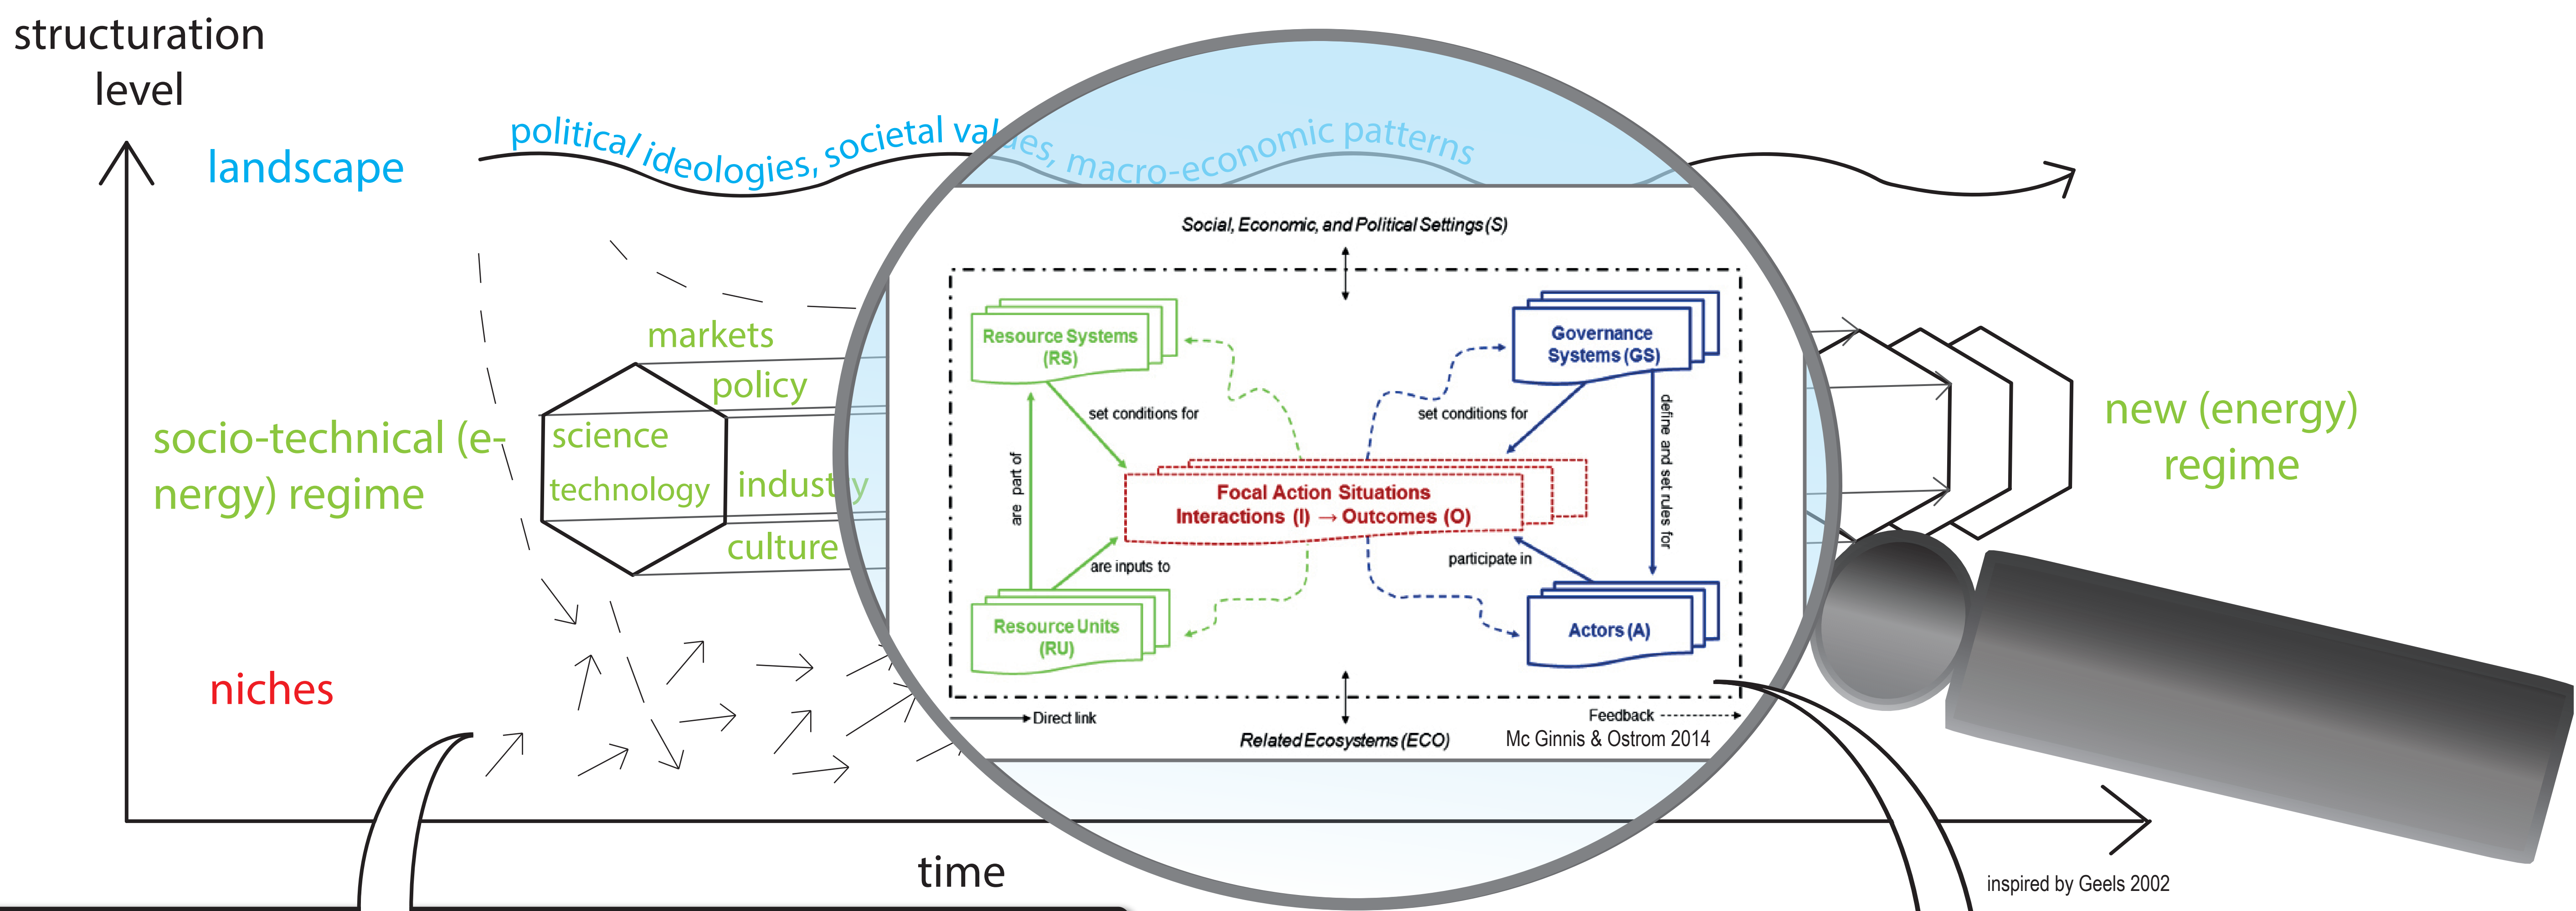 structuration
level
landscape
political ideologies, societal values, macro-economic patterns
Social, Economic, and Political Settings (S)
markets
policy
science
technology
industry
culture
socio-technical (e-
nergy) regime
Resource Systems
(RS)
Governance
Systems (GS)
set conditions for
set conditions for
are part of
define and set rules for
Focal Action Situations
Interactions (I) → Outcomes (O)
are inputs to
participate in
Resource Units
(RU)
Actors (A)
Direct link
Feedback
Related Ecosystems (ECO)
Mc Ginnis & Ostrom 2014
new (energy)
regime
niches
time
inspired by Geels 2002